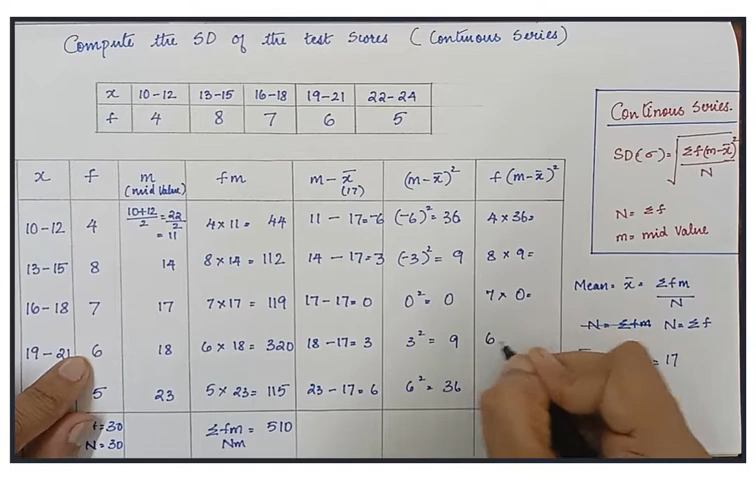 Compute the SD of the test scores (Continuous Series)
x 10-12 13-15 16-18 19-21 22-24
f 4 8 7 6 5
Continous Series.
SD(σ) = √Σf(m-x̄)²/N
N = Σf
m = mid value
x f m (mid value) fm m - x̄ (17) (m-x̄)² f(m-x̄)²
10-12 4 10+12/2 = 22/2 = 11 4 × 11 = 44 11 - 17 = -6 (-6)² = 36 4 × 36 =
13-15 8 14 8 × 14 = 112 14 - 17 = 3 (-3)² = 9 8 × 9 =
16-18 7 17 7 × 17 = 119 17 - 17 = 0 0² = 0 7 × 0 =
19-21 6 18 6 × 18 = 320 18 - 17 = 3 3² = 9 6
5 23 5 × 23 = 115 23 - 17 = 6 6² = 36
f = 30
N = 30
Σfm = 510
Nm
Mean = x̄ = Σfm/N
N = Σfm N = Σf
= 17